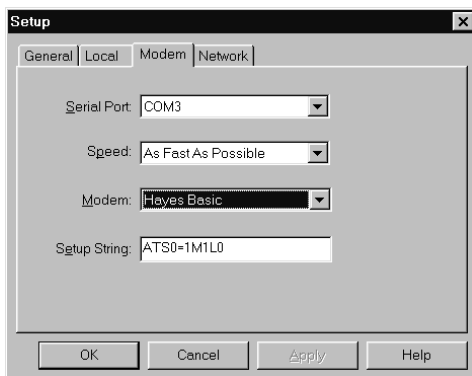 Setup
General Local Modem Network
Serial Port: COM3
Speed: As Fast As Possible
Modem: Hayes Basic
Setup String: ATS0=1M1L0
OK Cancel Apply Help